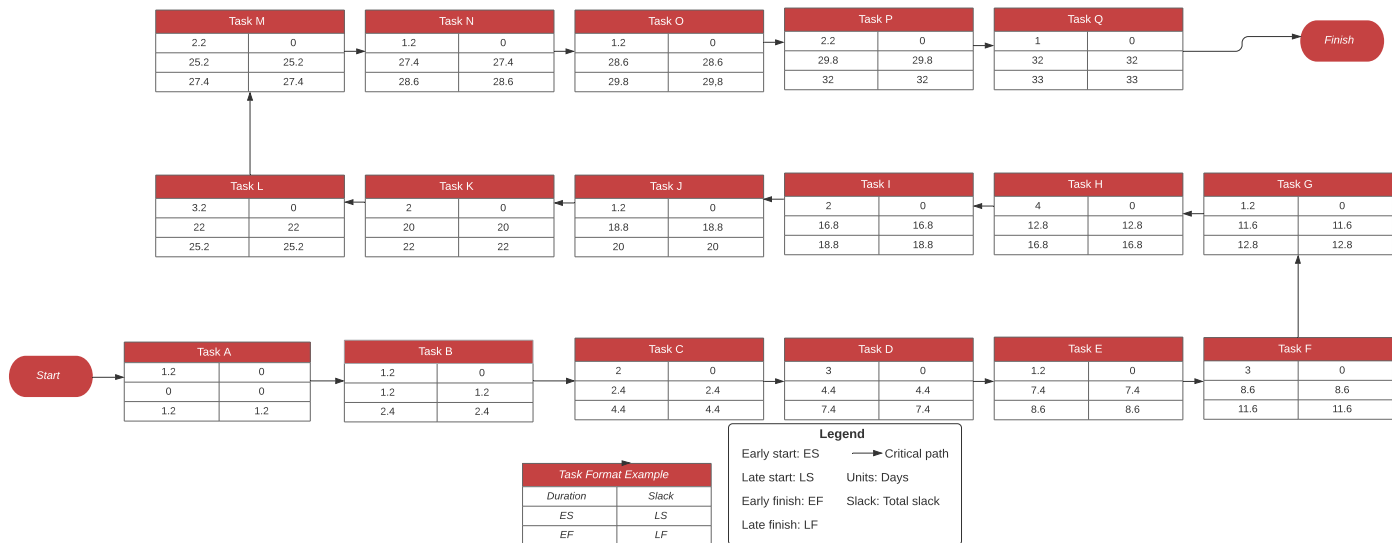 Task M
2.2 0
25.2 25.2
27.4 27.4
Task N
1.2 0
27.4 27.4
28.6 28.6
Task O
1.2 0
28.6 28.6
29.8 29,8
Task P
2.2 0
29.8 29.8
32 32
Task Q
1 0
32 32
33 33
Finish
Task L
3.2 0
22 22
25.2 25.2
Task K
2 0
20 20
22 22
Task J
1.2 0
18.8 18.8
20 20
Task I
2 0
16.8 16.8
18.8 18.8
Task H
4 0
12.8 12.8
16.8 16.8
Task G
1.2 0
11.6 11.6
12.8 12.8
Start
Task A
1.2 0
0 0
1.2 1.2
Task B
1.2 0
1.2 1.2
2.4 2.4
Task C
2 0
2.4 2.4
4.4 4.4
Task D
3 0
4.4 4.4
7.4 7.4
Task E
1.2 0
7.4 7.4
8.6 8.6
Task F
3 0
8.6 8.6
11.6 11.6
Task Format Example
Duration Slack
ES LS
EF LF
Legend
Early start: ES Critical path
Late start: LS Units: Days
Early finish: EF Slack: Total slack
Late finish: LF